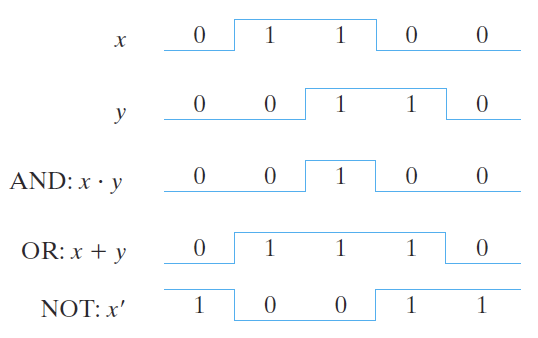 x 0 1 1 0 0
y 0 0 1 1 0
AND: x · y 0 0 1 0 0
OR: x + y 0 1 1 1 0
NOT: x′ 1 0 0 1 1